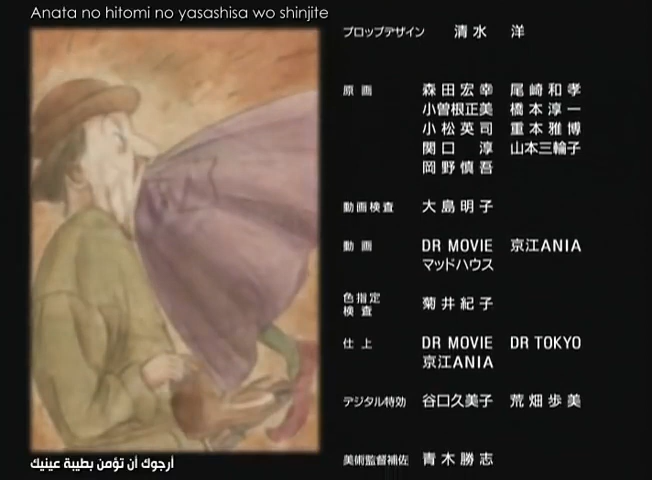 Anata no hitomi no yasashisa wo shinjite
プロップデザイン 清水 洋
原画 森田宏幸 尾崎和孝
小曽根正美 橋本淳一
小松英司 重本雅博
関口 淳 山本三輪子
岡野慎吾
動画検査 大島明子
動画 DR MOVIE 京江ANIA
マッドハウス
色指定
検査 菊井紀子
仕上 DR MOVIE DR TOKYO
京江ANIA
デジタル特効 谷口久美子 荒畑歩美
美術監督補佐 青木勝志
أرجوك أن تؤمن بطيبة عينيك